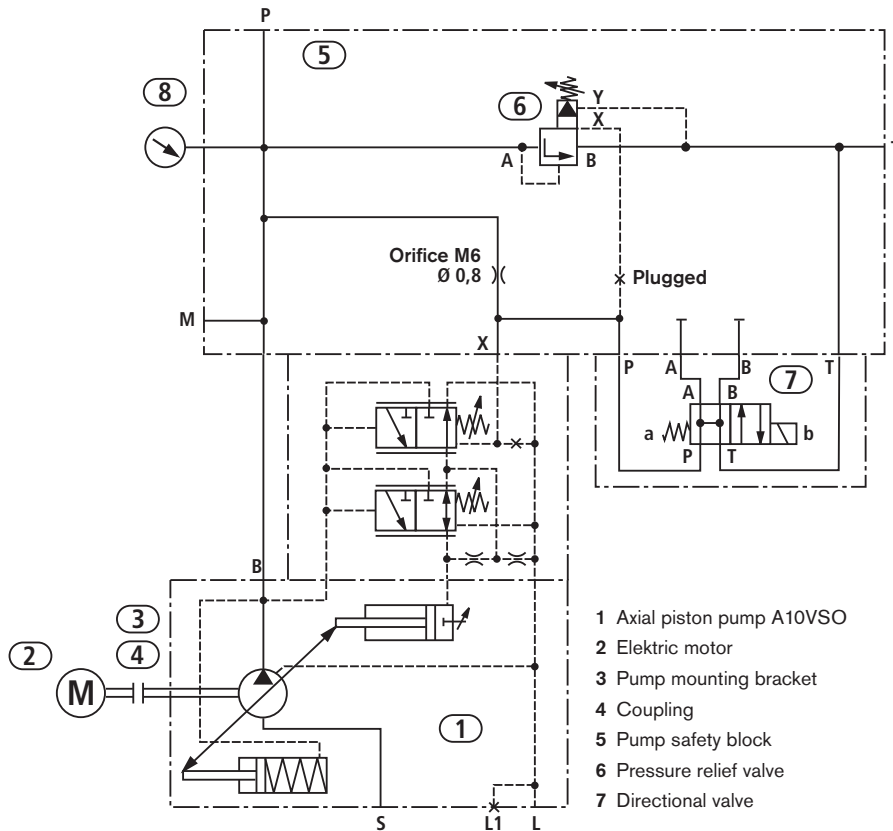 P
5
8
6
Y
X
A
B
Orifice M6
Ø 0,8
Plugged
M
X
P
A
B
T
7
A
B
a
b
P
T
B
3
4
2
M
1
S
L1
L
1 Axial piston pump A10VSO
2 Elektric motor
3 Pump mounting bracket
4 Coupling
5 Pump safety block
6 Pressure relief valve
7 Directional valve